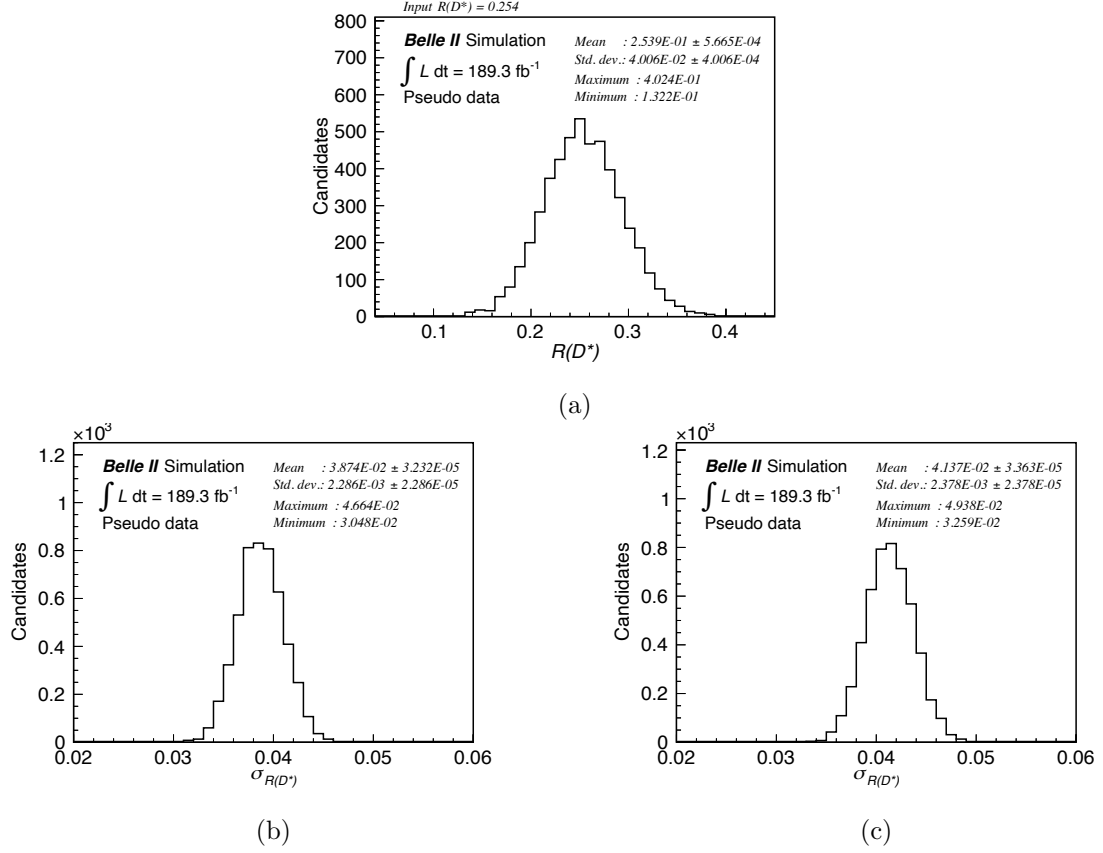 Input R(D*) = 0.254
800
700
600
500
400
300
200
100
0
Candidates
Belle II Simulation
∫ L dt = 189.3 fb⁻¹
Pseudo data
Mean : 2.539E-01 ± 5.665E-04
Std. dev.: 4.006E-02 ± 4.006E-04
Maximum : 4.024E-01
Minimum : 1.322E-01
0.1 0.2 0.3 0.4
R(D*)
(a)
×10³
1.2
1
0.8
0.6
0.4
0.2
0
Candidates
Belle II Simulation
∫ L dt = 189.3 fb⁻¹
Pseudo data
Mean : 3.874E-02 ± 3.232E-05
Std. dev.: 2.286E-03 ± 2.286E-05
Maximum : 4.664E-02
Minimum : 3.048E-02
0.02 0.03 0.04 0.05 0.06
σR(D*)
(b)
×10³
1.2
1
0.8
0.6
0.4
0.2
0
Candidates
Belle II Simulation
∫ L dt = 189.3 fb⁻¹
Pseudo data
Mean : 4.137E-02 ± 3.363E-05
Std. dev.: 2.378E-03 ± 2.378E-05
Maximum : 4.938E-02
Minimum : 3.259E-02
0.02 0.03 0.04 0.05 0.06
σR(D*)
(c)